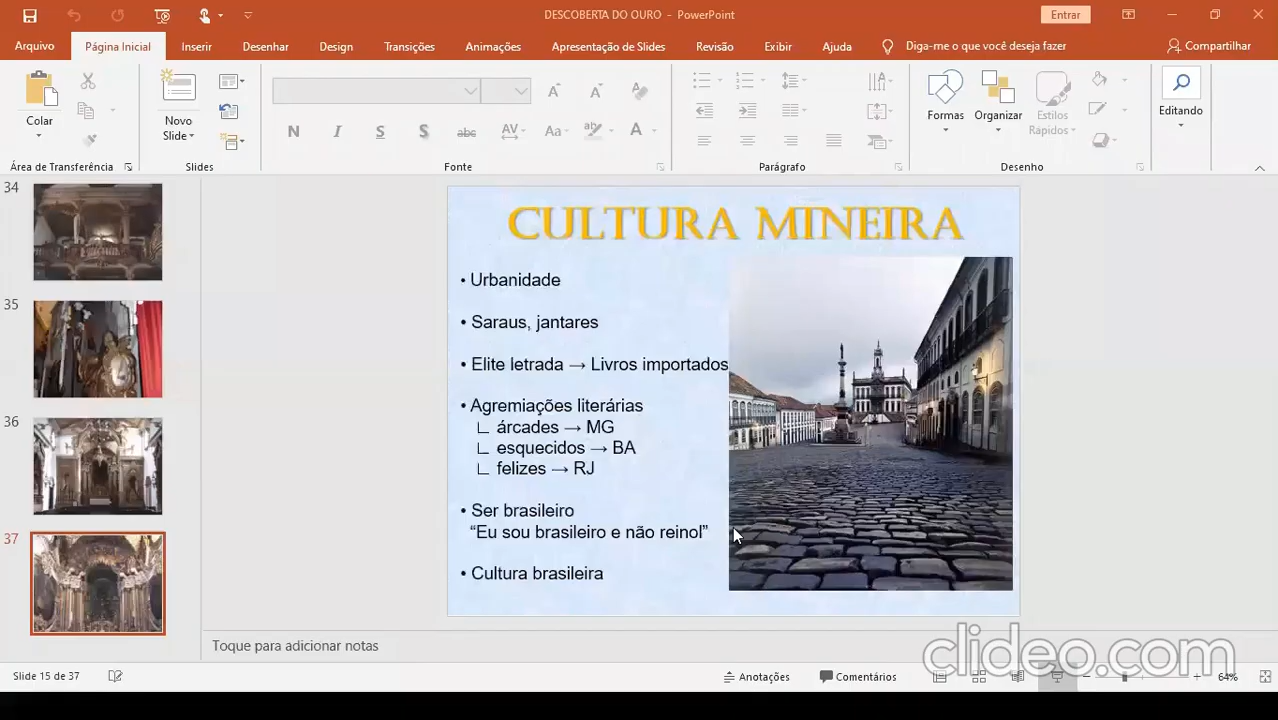 DESCOBERTA DO OURO - PowerPoint
Entrar
Arquivo
Página Inicial
Inserir
Desenhar
Design
Transições
Animações
Apresentação de Slides
Revisão
Exibir
Ajuda
Diga-me o que você deseja fazer
Compartilhar
Colar
Novo
Slide
N
I
S
S
abc
AV
Aa
A
A
A
Formas
Organizar
Estilos
Rápidos
Editando
Área de Transferência
Slides
Fonte
Parágrafo
Desenho
34
35
36
37
CULTURA MINEIRA
• Urbanidade
• Saraus, jantares
• Elite letrada → Livros importados
• Agremiações literárias
∟ árcades → MG
∟ esquecidos → BA
∟ felizes → RJ
• Ser brasileiro
“Eu sou brasileiro e não reinol”
• Cultura brasileira
Toque para adicionar notas
clideo.com
Slide 15 de 37
Anotações
Comentários
64%